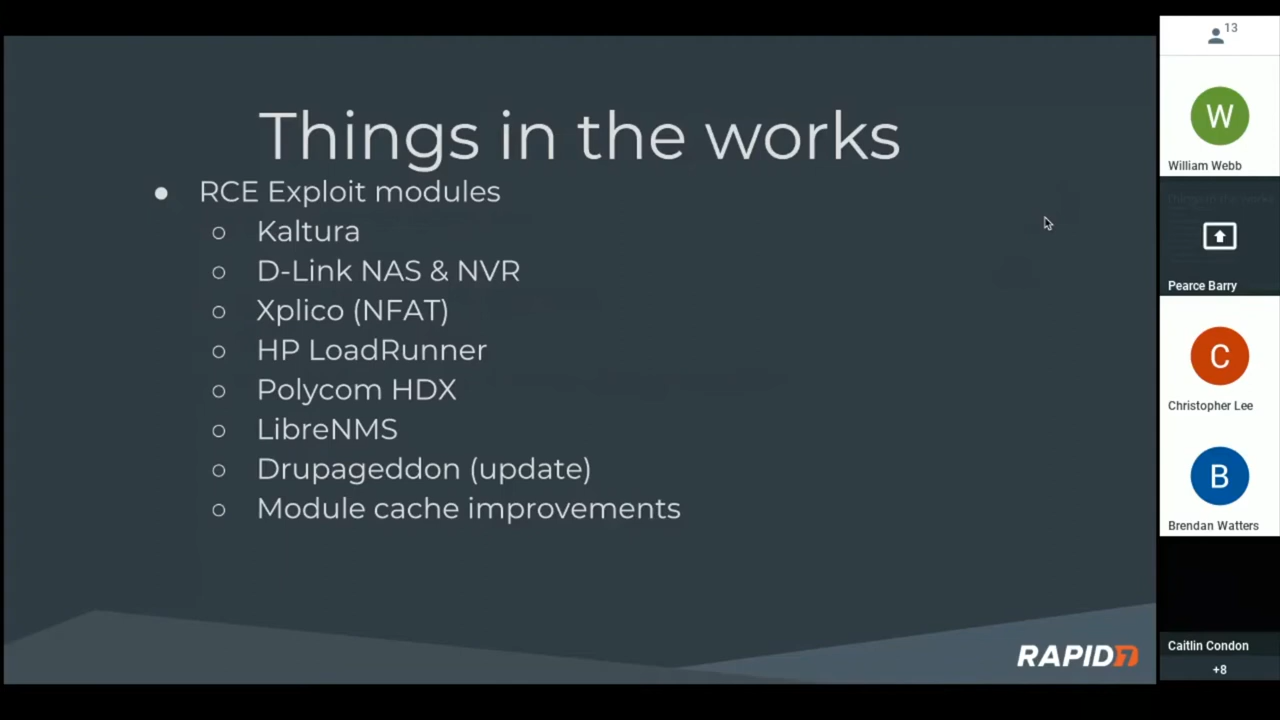 Things in the works
● RCE Exploit modules
○ Kaltura
○ D-Link NAS & NVR
○ Xplico (NFAT)
○ HP LoadRunner
○ Polycom HDX
○ LibreNMS
○ Drupageddon (update)
○ Module cache improvements
RAPID7
13
W
William Webb
Pearce Barry
C
Christopher Lee
B
Brendan Watters
Caitlin Condon
+8